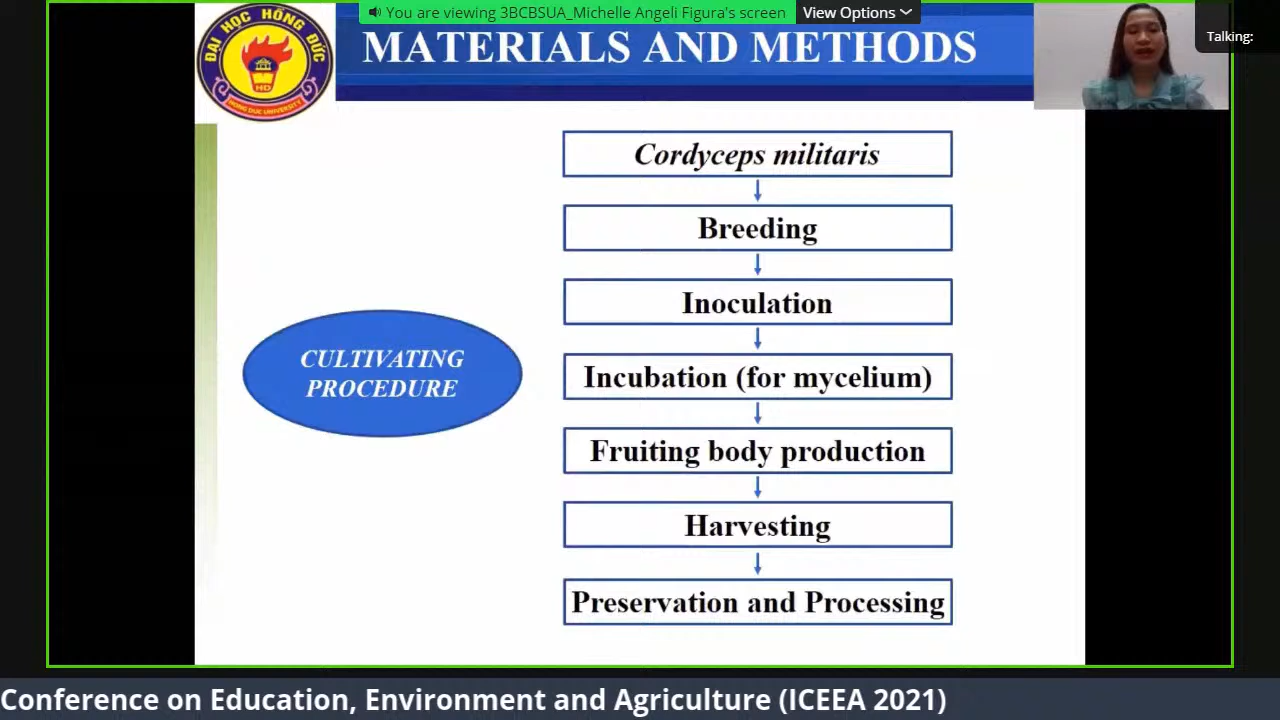 You are viewing 3BCBSUA_Michelle Angeli Figura's screen
View Options
Talking:
ĐẠI HỌC HỒNG ĐỨC
HD
HONG DUC UNIVERSITY
MATERIALS AND METHODS
Cordyceps militaris
Breeding
Inoculation
CULTIVATING
PROCEDURE
Incubation (for mycelium)
Fruiting body production
Harvesting
Preservation and Processing
Conference on Education, Environment and Agriculture (ICEEA 2021)